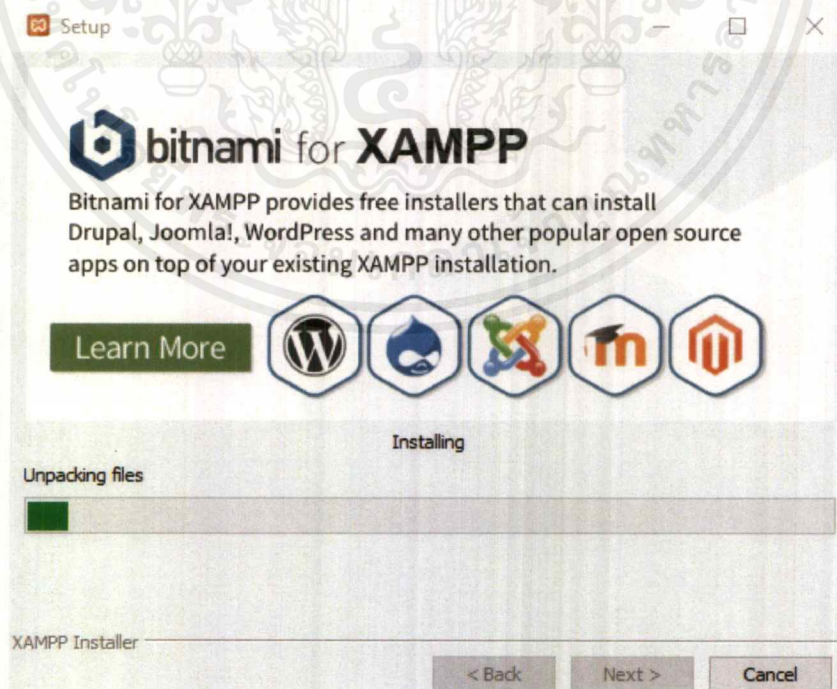 Setup
bitnami for XAMPP
Bitnami for XAMPP provides free installers that can install
Drupal, Joomla!, WordPress and many other popular open source
apps on top of your existing XAMPP installation.
Learn More
Installing
Unpacking files
XAMPP Installer
< Back
Next >
Cancel